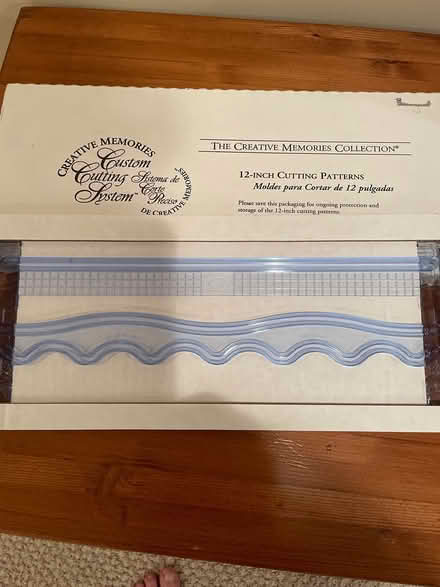 CREATIVE MEMORIES
Custom
Cutting
System™
Sistema de
Corte
Preciso
DE CREATIVE MEMORIES®
THE CREATIVE MEMORIES COLLECTION®
12-INCH CUTTING PATTERNS
Moldes para Cortar de 12 pulgadas
Please save this packaging for ongoing protection and
storage of the 12-inch cutting patterns.